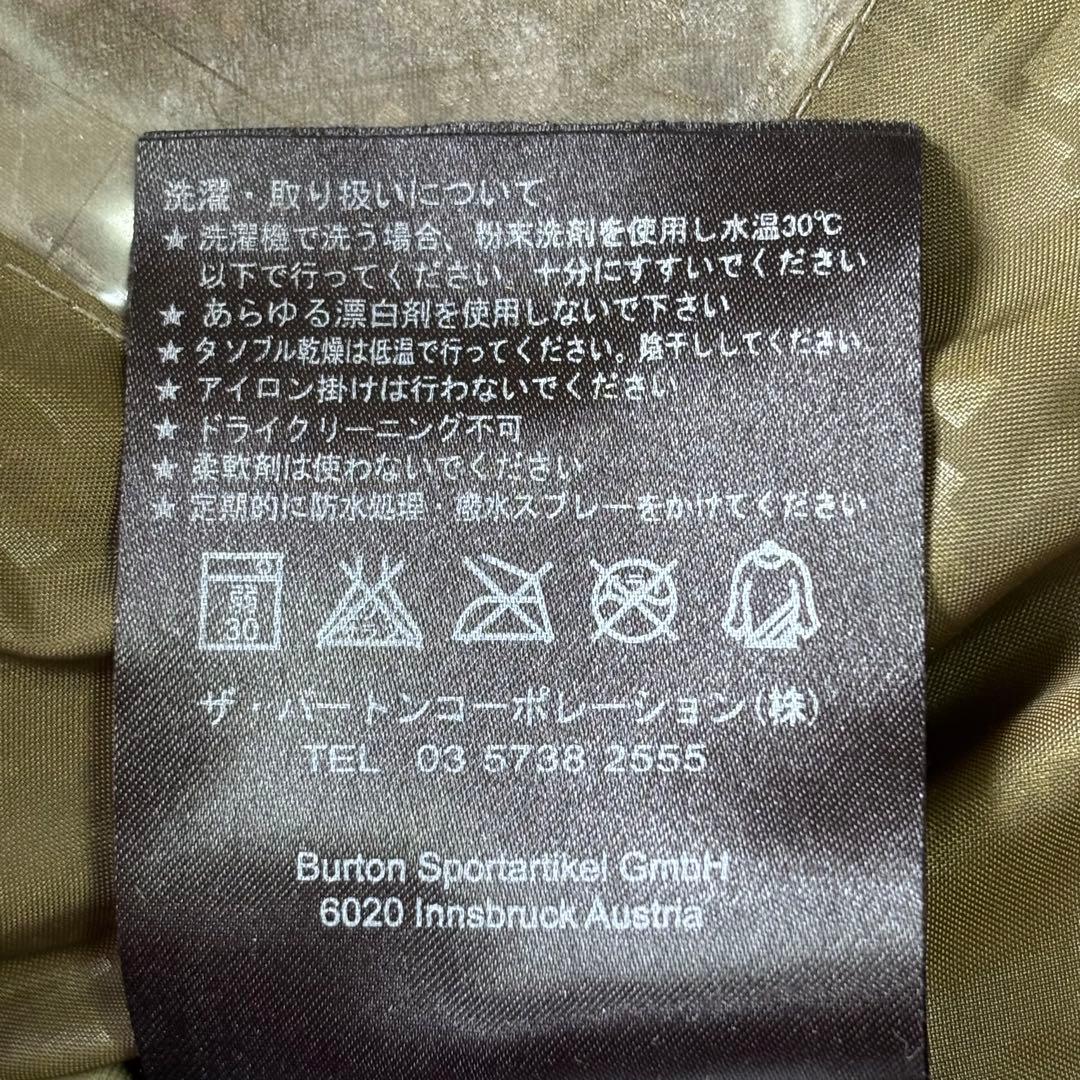 洗濯・取り扱いについて
★ 洗濯機で洗う場合、粉末洗剤を使用し水温30℃
以下で行ってください、十分にすすいでください
★ あらゆる漂白剤を使用しないで下さい
★ タンブル乾燥は低温で行ってください。陰干ししてください
★ アイロン掛けは行わないでください
★ ドライクリーニング不可
★ 柔軟剤は使わないでください
★ 定期的に防水処理・撥水スプレーをかけてください
弱
30
ザ・バートンコーポレーション(株)
TEL 03 5738 2555
Burton Sportartikel GmbH
6020 Innsbruck Austria